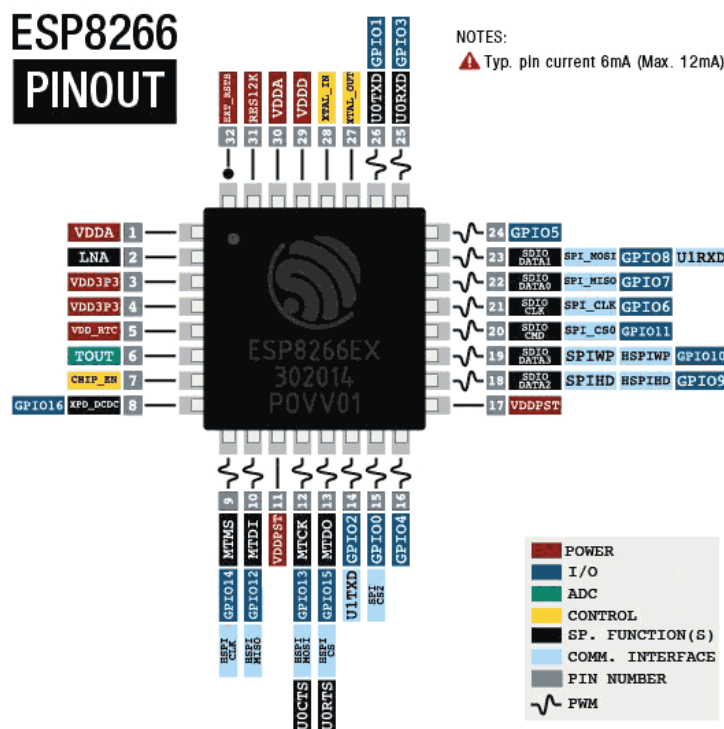 ESP8266
PINOUT
NOTES:
Typ. pin current 6mA (Max. 12mA)
EXT_RSTB 32
RES12K 31
VDDA 30
VDDD 29
XTAL_IN 28
XTAL_OUT 27
GPIO1 U0TXD 26
GPIO3 U0RXD 25
VDDA 1
LNA 2
VDD3P3 3
VDD3P3 4
VDD_RTC 5
TOUT 6
CHIP_EN 7
GPIO16 XPD_DCDC 8
ESP8266EX
302014
P0VV01
24 GPIO5
23 SDIO DATA1 SPI_MOSI GPIO8 U1RXD
22 SDIO DATA0 SPI_MISO GPIO7
21 SDIO CLK SPI_CLK GPIO6
20 SDIO CMD SPI_CS0 GPIO11
19 SDIO DATA3 SPIWP HSPIWP GPIO10
18 SDIO DATA2 SPIHD HSPIHD GPIO9
17 VDDPST
9 MTMS GPIO14 HSPI CLK
10 MTDI GPIO12 HSPI MISO
11 VDDPST
12 MTCK GPIO13 HSPI MOSI U0CTS
13 MTDO GPIO15 HSPI CS U0RTS
14 GPIO2 U1TXD
15 GPIO0 SPI CS2
16 GPIO4
POWER
I/O
ADC
CONTROL
SP. FUNCTION(S)
COMM. INTERFACE
PIN NUMBER
PWM